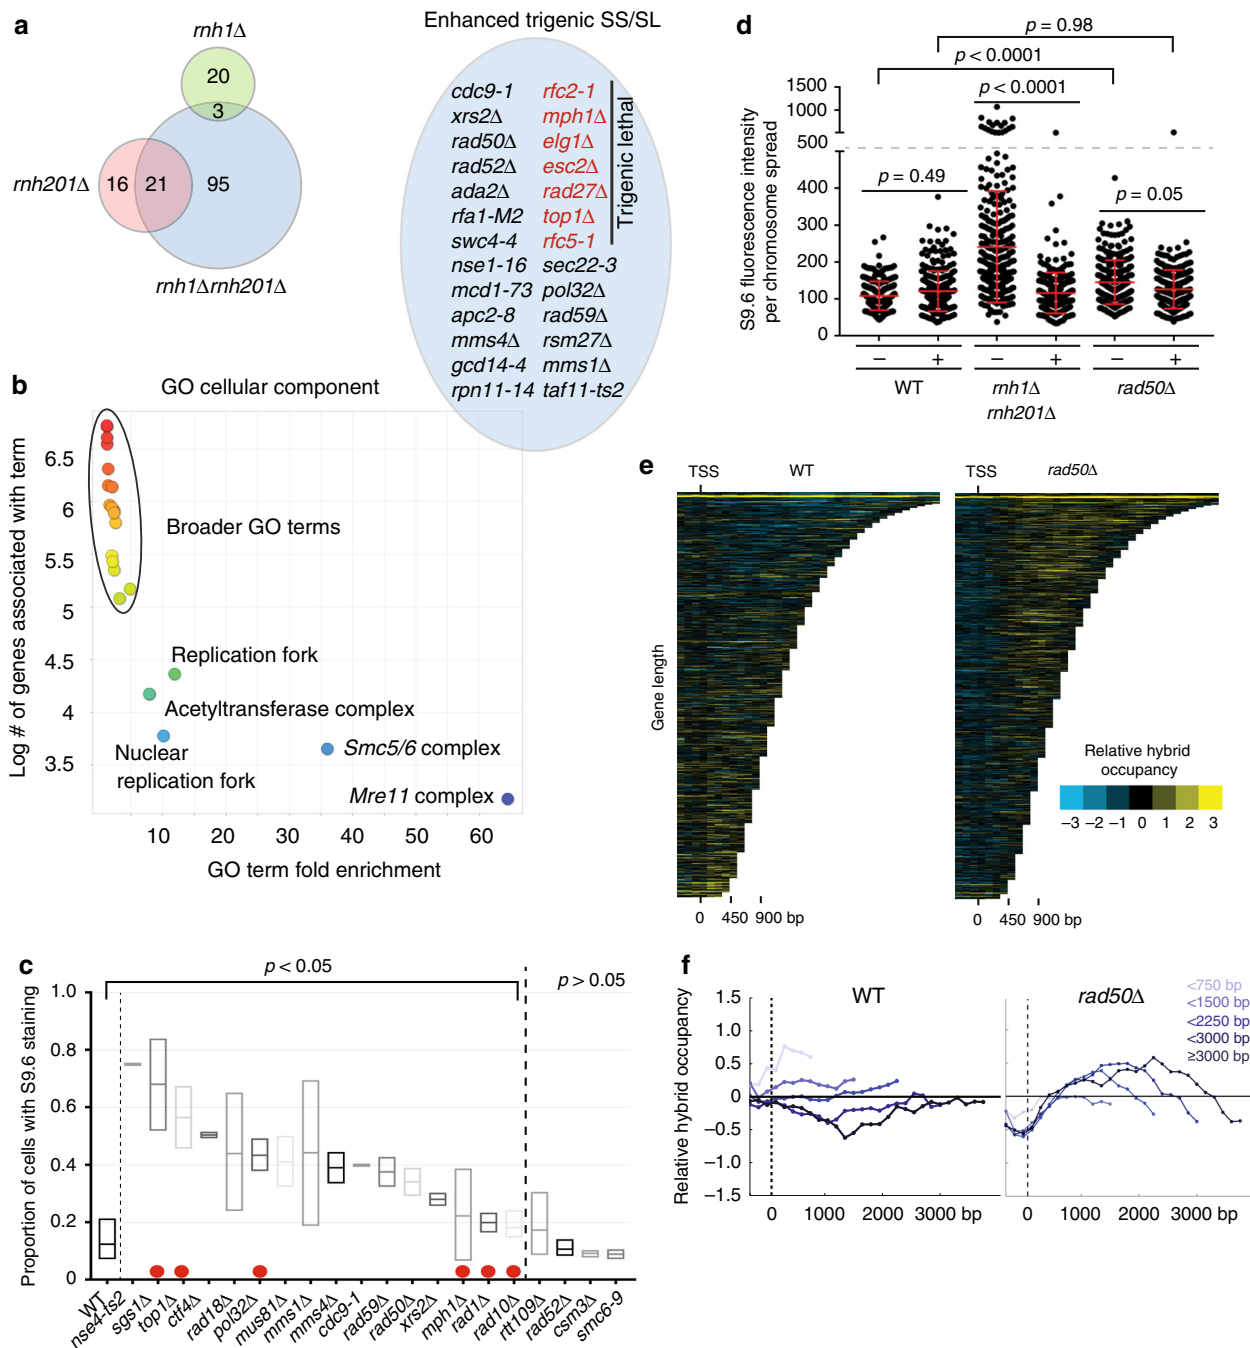 a
rnh1Δ
20
3
rnh201Δ
16
21
95
rnh1Δrnh201Δ
Enhanced trigenic SS/SL
cdc9-1 rfc2-1
xrs2Δ mph1Δ
rad50Δ elg1Δ
rad52Δ esc2Δ
ada2Δ rad27Δ
rfa1-M2 top1Δ
swc4-4 rfc5-1
nse1-16 sec22-3
mcd1-73 pol32Δ
apc2-8 rad59Δ
mms4Δ rsm27Δ
gcd14-4 mms1Δ
rpn11-14 taf11-ts2
Trigenic lethal
b
GO cellular component
Log # of genes associated with term
6.5
6
5.5
5
4.5
4
3.5
Broader GO terms
Replication fork
Acetyltransferase complex
Nuclear
replication fork
Smc5/6 complex
Mre11 complex
10 20 30 40 50 60
GO term fold enrichment
c
p < 0.05
p > 0.05
Proportion of cells with S9.6 staining
1.0
0.8
0.6
0.4
0.2
0
WT
nse4-ts2
sgs1Δ
top1Δ
ctf4Δ
rad18Δ
pol32Δ
mus81Δ
mms1Δ
mms4Δ
cdc9-1
rad59Δ
rad50Δ
xrs2Δ
mph1Δ
rad1Δ
rad10Δ
rtt109Δ
rad52Δ
csm3Δ
smc6-9
d
p = 0.98
p < 0.0001
p < 0.0001
p = 0.49
p = 0.05
S9.6 fluorescence intensity
per chromosome spread
1500
1000
500
400
300
200
100
0
− + − + − +
WT
rnh1Δ
rnh201Δ
rad50Δ
e
TSS WT
TSS rad50Δ
Gene length
Relative hybrid
occupancy
−3 −2 −1 0 1 2 3
0 450 900 bp
0 450 900 bp
f
WT
rad50Δ
<750 bp
<1500 bp
<2250 bp
<3000 bp
≥3000 bp
Relative hybrid occupancy
1.5
1.0
0.5
0
−0.5
−1.0
−1.5
0 1000 2000 3000 bp
0 1000 2000 3000 bp